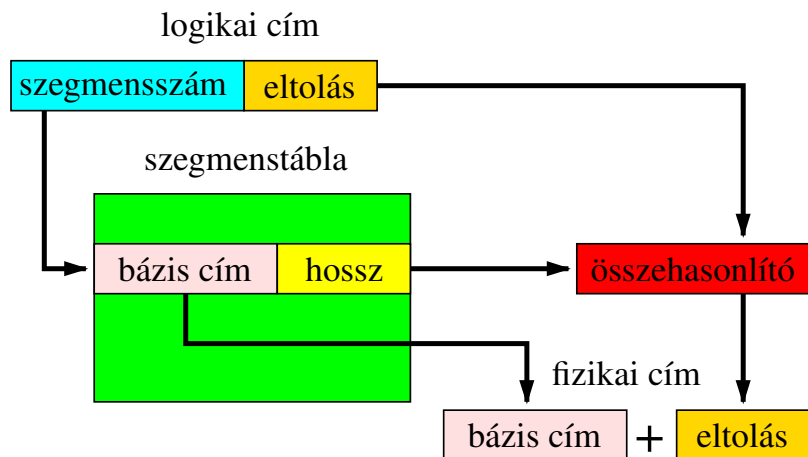 logikai cím
szegmensszám eltolás
szegmenstábla
bázis cím hossz összehasonlító
fizikai cím
bázis cím + eltolás